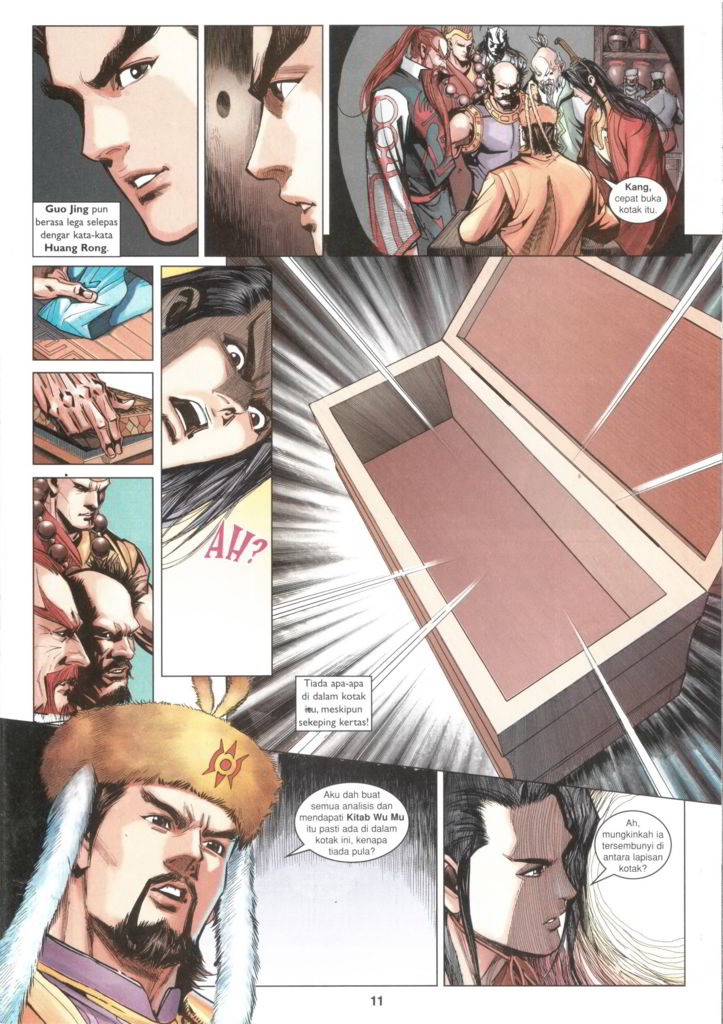 Guo Jing pun
berasa lega selepas
dengar kata-kata
Huang Rong.
Kang,
cepat buka
kotak itu.
AH?
Tiada apa-apa
di dalam kotak
itu, meskipun
sekeping kertas!
Aku dah buat
semua analisis dan
mendapati Kitab Wu Mu
itu pasti ada di dalam
kotak ini, kenapa
tiada pula?
Ah,
mungkinkah ia
tersembunyi di
antara lapisan
kotak?
11